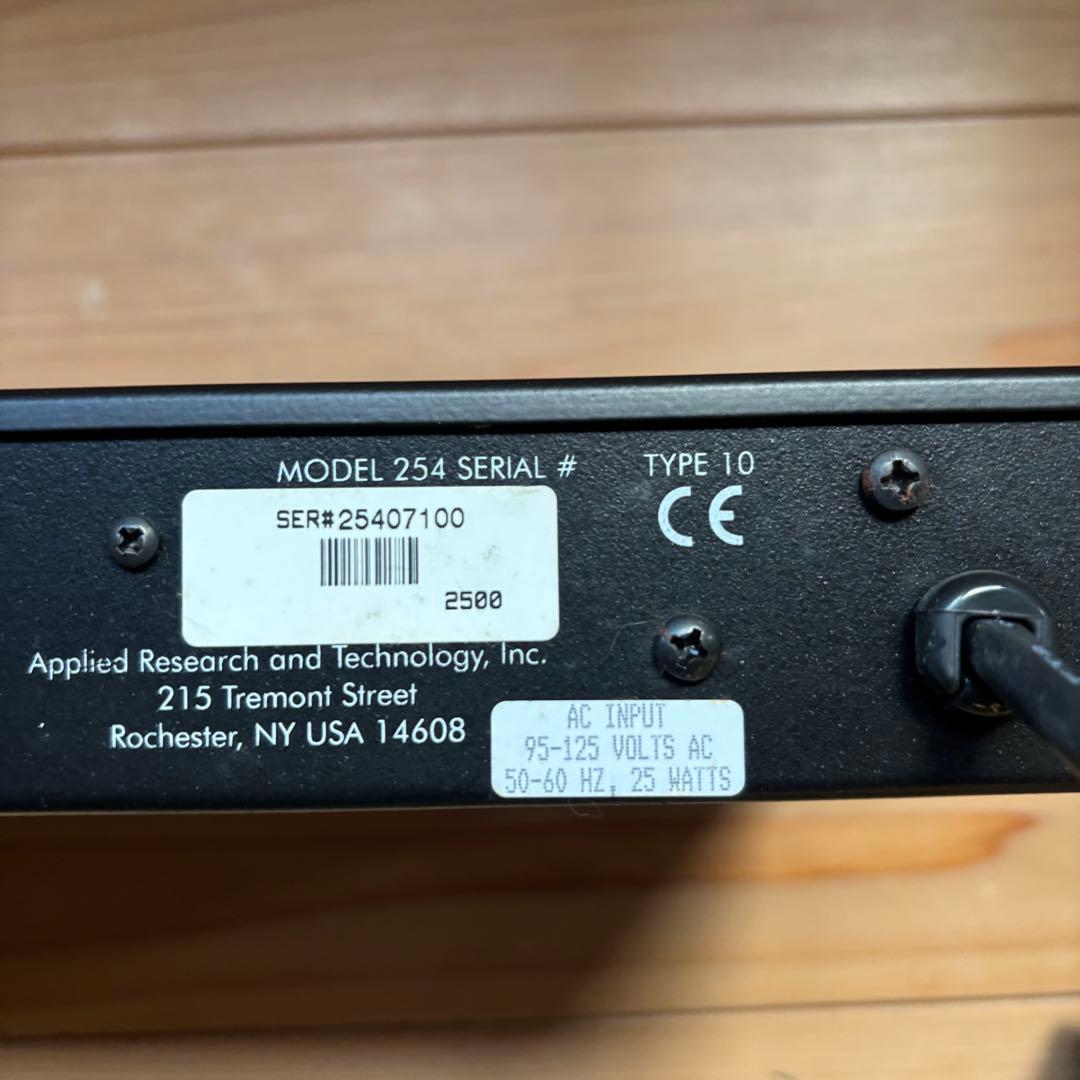 MODEL 254 SERIAL #
TYPE 10
CE
SER#25407100
2500
Applied Research and Technology, Inc.
215 Tremont Street
Rochester, NY USA 14608
AC INPUT
95-125 VOLTS AC
50-60 HZ, 25 WATTS